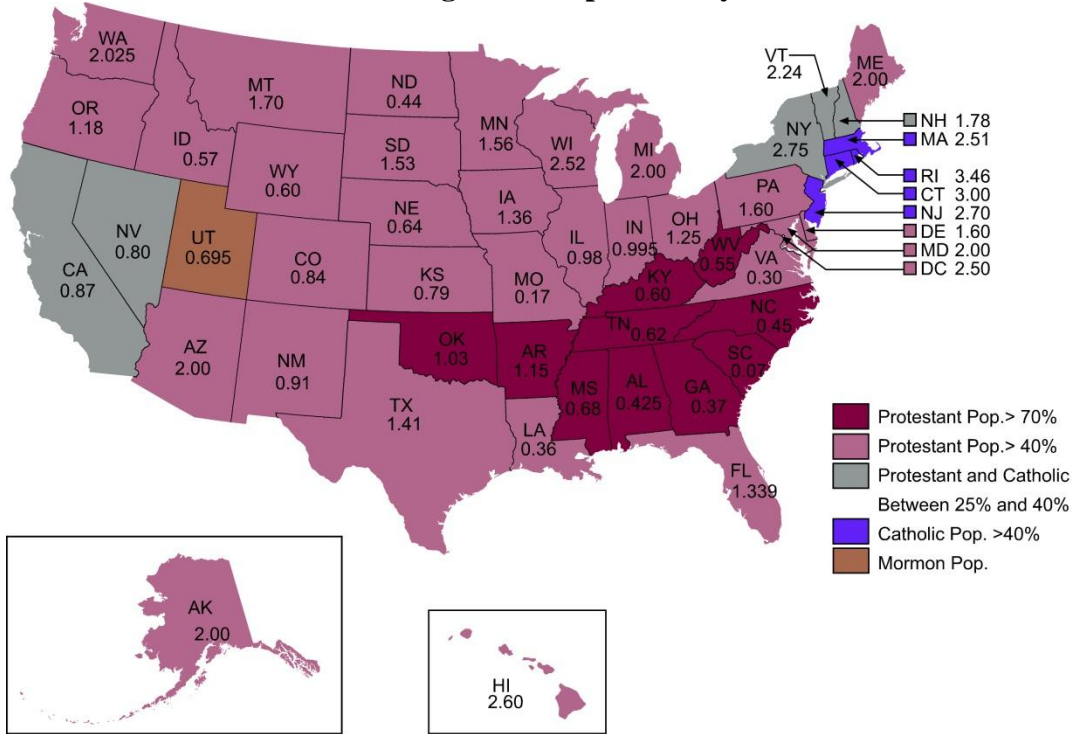 WA
2.025
MT
1.70
ND
0.44
OR
1.18
ID
0.57
WY
0.60
SD
1.53
MN
1.56
WI
2.52
MI
2.00
VT
2.24
ME
2.00
NH 1.78
MA 2.51
NY
2.75
RI 3.46
CT 3.00
NJ 2.70
DE 1.60
MD 2.00
DC 2.50
PA
1.60
NV
0.80
UT
0.695
CA
0.87
CO
0.84
NE
0.64
IA
1.36
IL
0.98
IN
0.995
OH
1.25
KS
0.79
MO
0.17
KY
0.60
WV
0.55
VA
0.30
AZ
2.00
NM
0.91
OK
1.03
AR
1.15
TN 0.62
NC
0.45
SC
0.07
MS
0.68
AL
0.425
GA
0.37
TX
1.41
LA
0.36
FL
1.339
Protestant Pop.> 70%
Protestant Pop.> 40%
Protestant and Catholic
Between 25% and 40%
Catholic Pop. >40%
Mormon Pop.
AK
2.00
HI
2.60